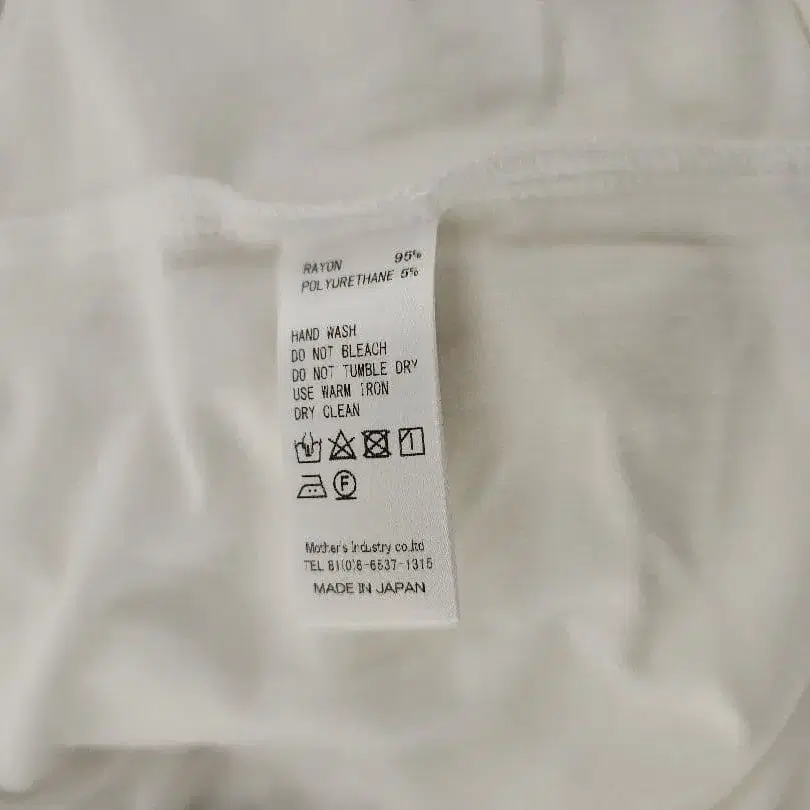 RAYON 95%
POLYURETHANE 5%
HAND WASH
DO NOT BLEACH
DO NOT TUMBLE DRY
USE WARM IRON
DRY CLEAN
F
Mother's Industry co.ltd
TEL 81(0)6-6537-1315
MADE IN JAPAN